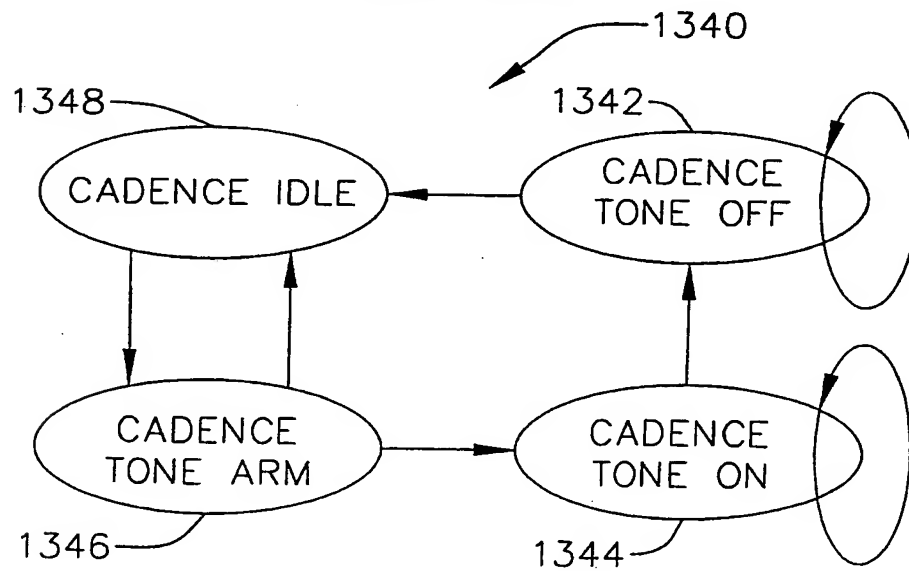 1340
1348
1342
CADENCE IDLE
CADENCE
TONE OFF
CADENCE
TONE ARM
CADENCE
TONE ON
1346
1344